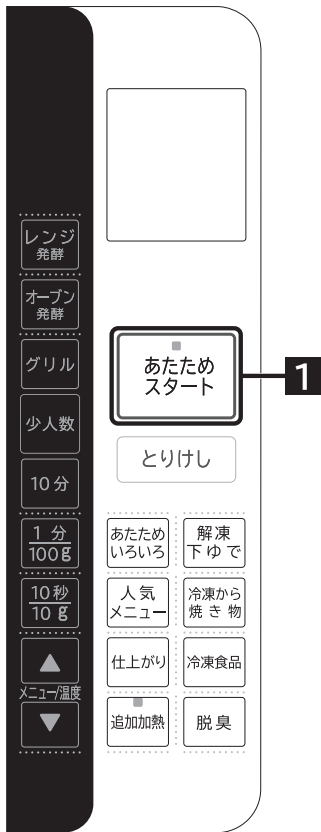 レンジ
発酵
オーブン
発酵
グリル
少人数
10分
1分
100g
10秒
10g
▲
メニュー/温度
▼
あたため
スタート
1
とりけし
あたため
いろいろ
解凍
下ゆで
人気
メニュー
冷凍から
焼き物
仕上がり
冷凍食品
追加加熱
脱臭